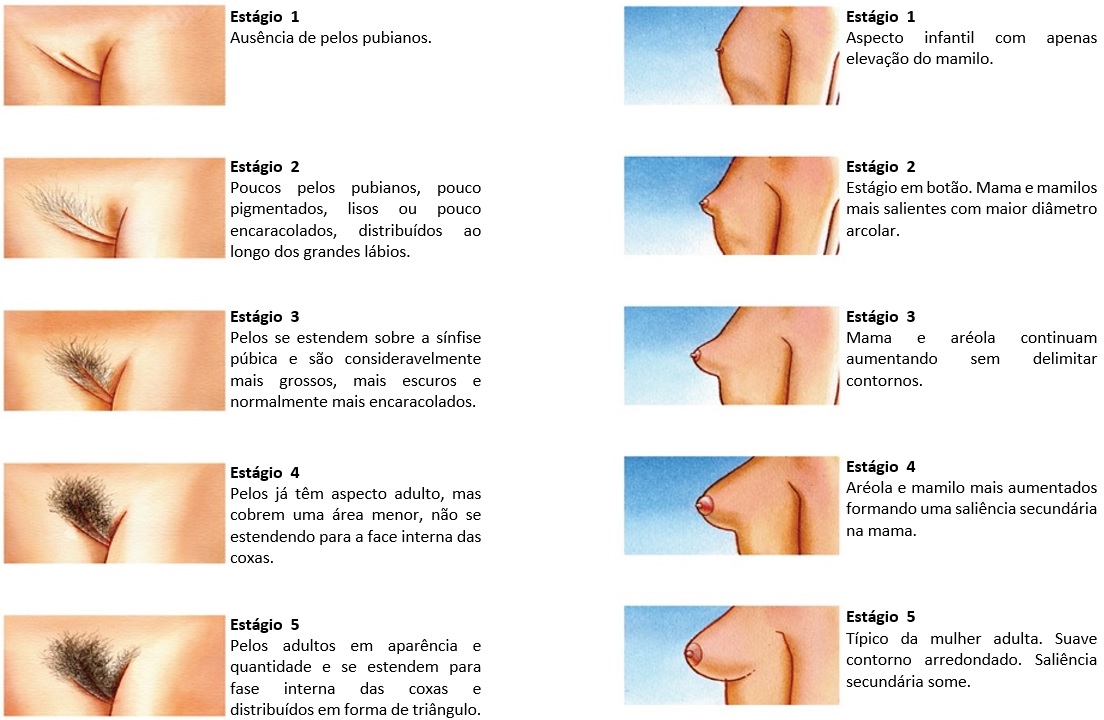 Estágio 1
Ausência de pelos pubianos.
Estágio 2
Poucos pelos pubianos, pouco
pigmentados, lisos ou pouco
encaracolados, distribuídos ao
longo dos grandes lábios.
Estágio 3
Pelos se estendem sobre a sínfise
púbica e são consideravelmente
mais grossos, mais escuros e
normalmente mais encaracolados.
Estágio 4
Pelos já têm aspecto adulto, mas
cobrem uma área menor, não se
estendendo para a face interna das
coxas.
Estágio 5
Pelos adultos em aparência e
quantidade e se estendem para
fase interna das coxas e
distribuídos em forma de triângulo.
Estágio 1
Aspecto infantil com apenas
elevação do mamilo.
Estágio 2
Estágio em botão. Mama e mamilos
mais salientes com maior diâmetro
arcolar.
Estágio 3
Mama e aréola continuam
aumentando sem delimitar
contornos.
Estágio 4
Aréola e mamilo mais aumentados
formando uma saliência secundária
na mama.
Estágio 5
Típico da mulher adulta. Suave
contorno arredondado. Saliência
secundária some.